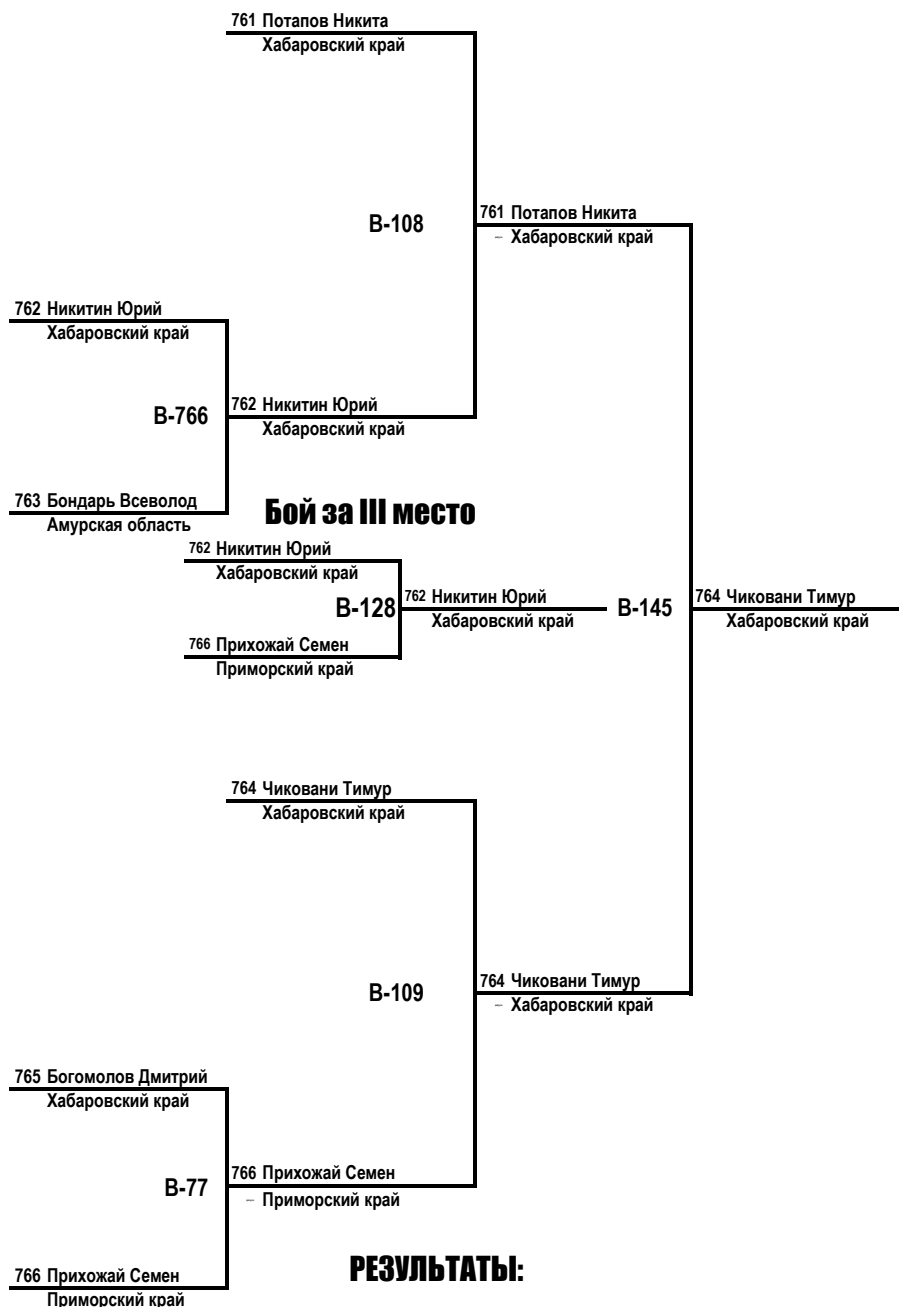 761 Потапов Никита
Хабаровский край
B-108
761 Потапов Никита
– Хабаровский край
762 Никитин Юрий
Хабаровский край
B-766
762 Никитин Юрий
Хабаровский край
763 Бондарь Всеволод
Амурская область
Бой за III место
762 Никитин Юрий
Хабаровский край
B-128
762 Никитин Юрий
Хабаровский край
B-145
764 Чиковани Тимур
Хабаровский край
766 Прихожай Семен
Приморский край
764 Чиковани Тимур
Хабаровский край
B-109
764 Чиковани Тимур
– Хабаровский край
765 Богомолов Дмитрий
Хабаровский край
B-77
766 Прихожай Семен
– Приморский край
766 Прихожай Семен
Приморский край
РЕЗУЛЬТАТЫ: